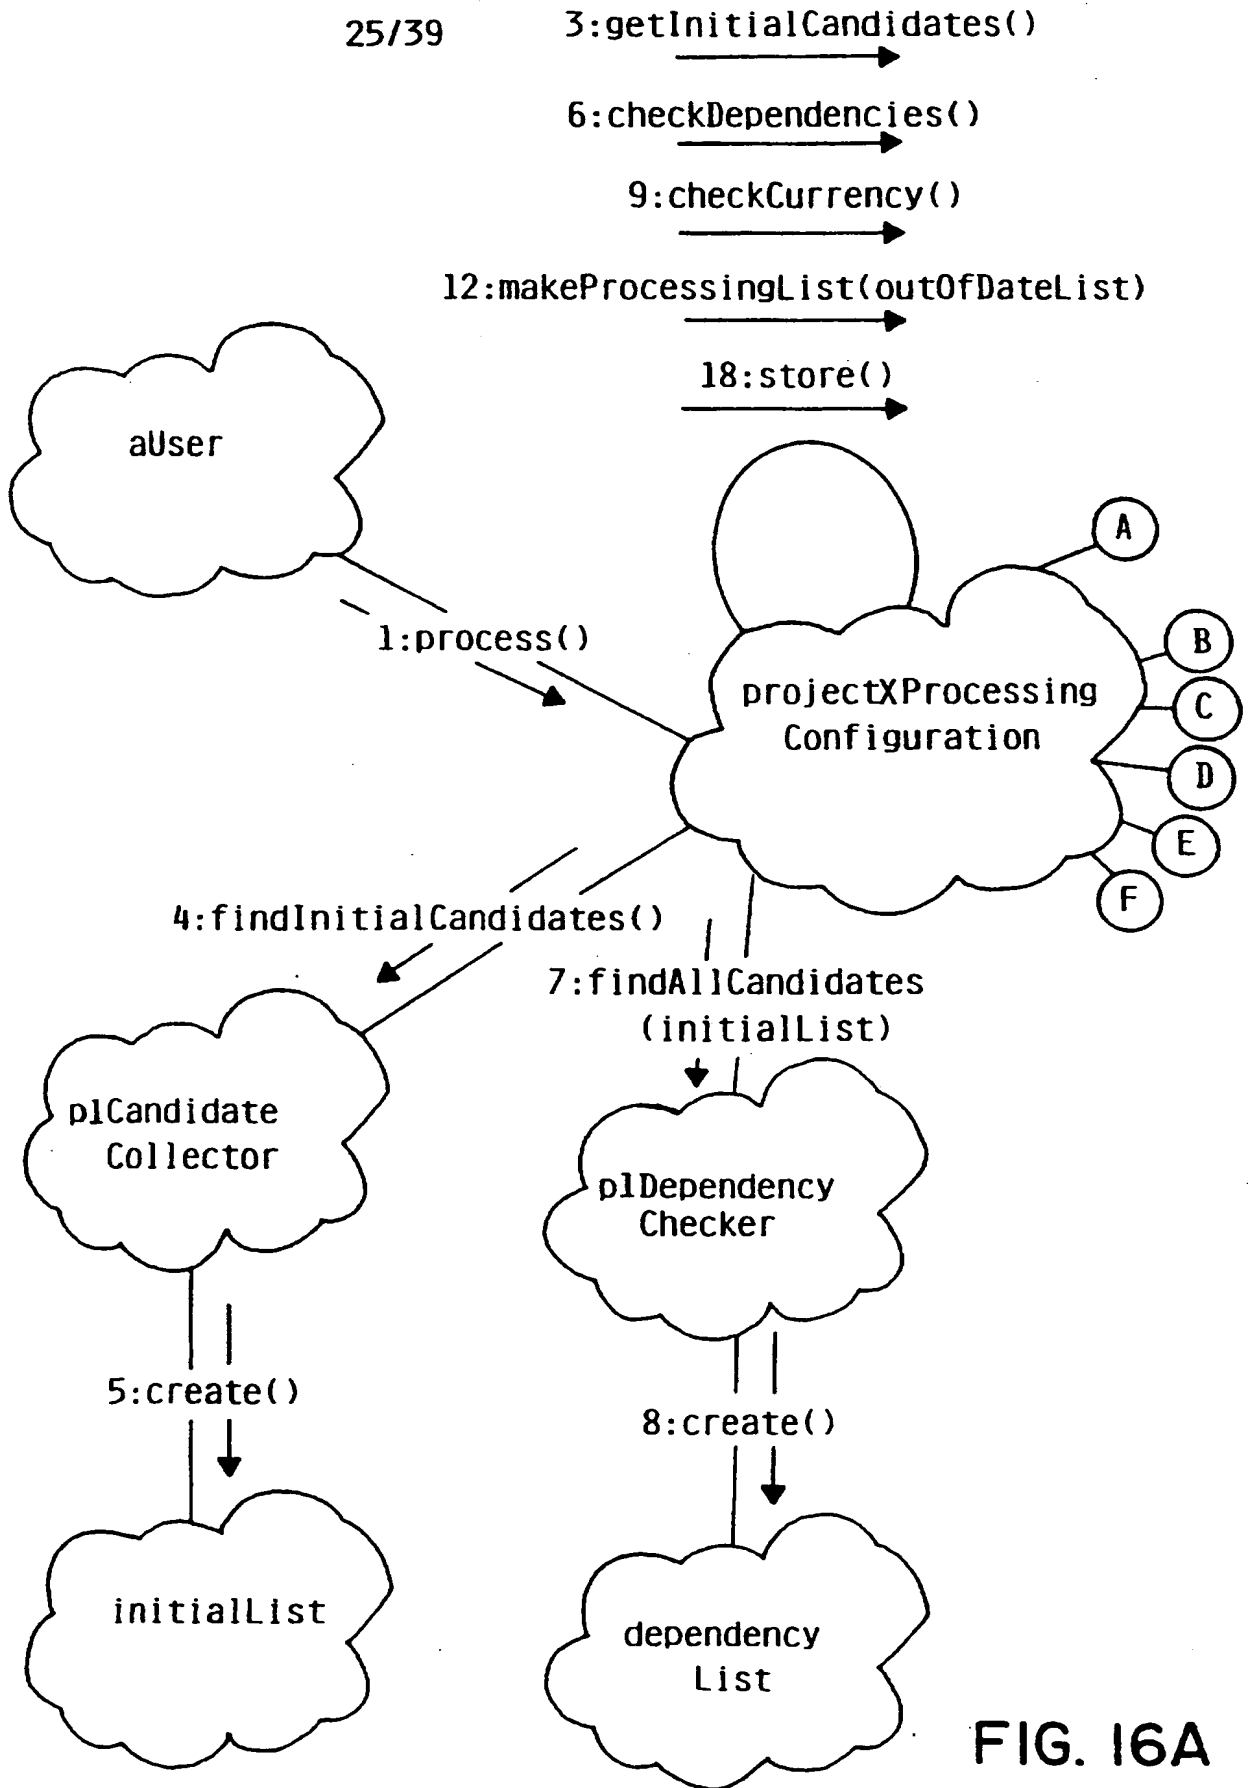 25/39
3:getInitialCandidates()
6:checkDependencies()
9:checkCurrency()
12:makeProcessingList(outOfDateList)
18:store()
aUser
A
1:process()
B
projectXProcessing
Configuration
C
D
E
F
4:findInitialCandidates()
7:findAllCandidates
(initialList)
plCandidate
Collector
plDependency
Checker
5:create()
8:create()
initialList
dependency
List
FIG. 16A